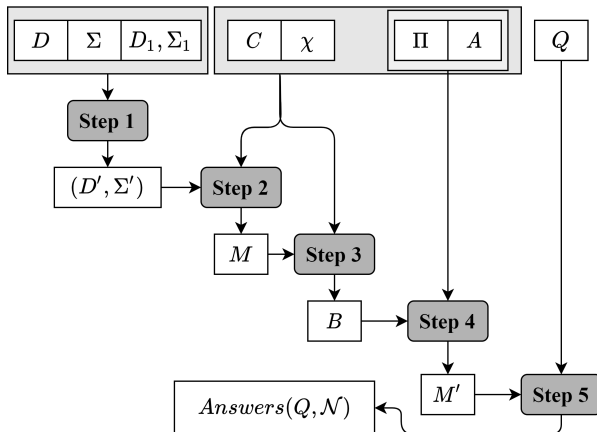 D Σ D₁, Σ₁ C χ Π A Q
Step 1
(D′, Σ′) Step 2
M Step 3
B Step 4
M′ Step 5
Answers(Q, 𝒩)